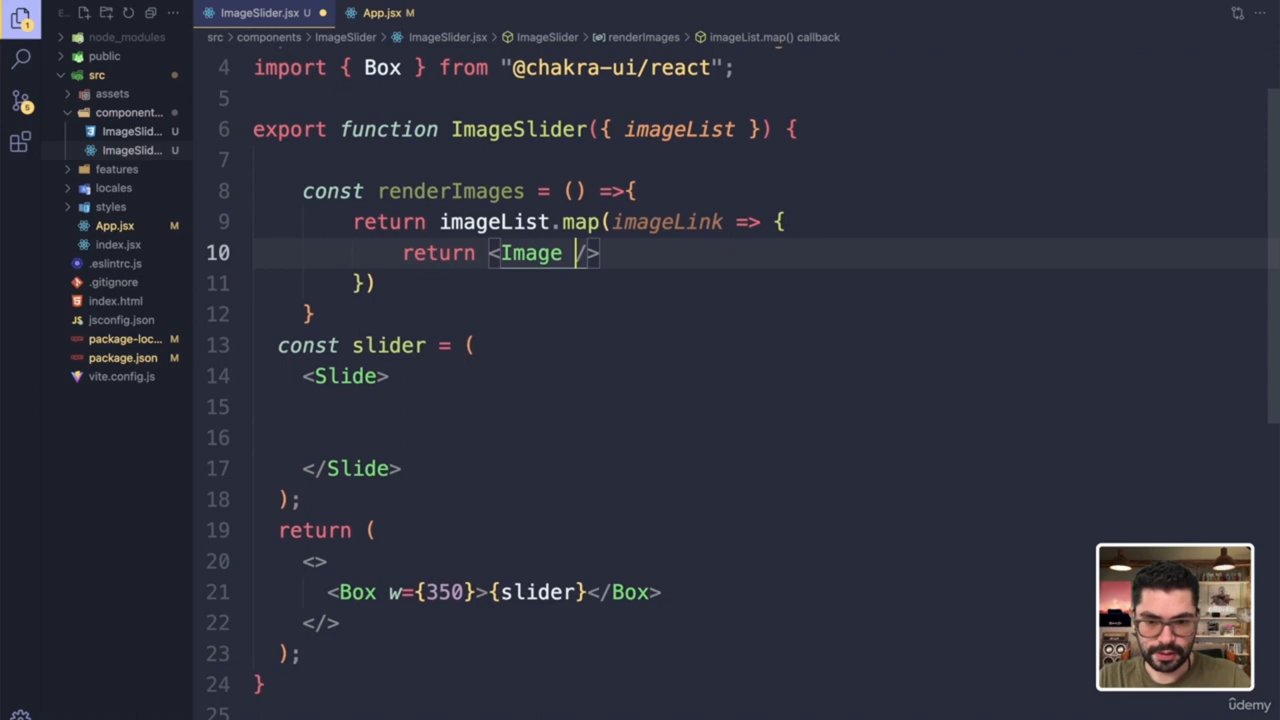 1
E...
ImageSlider.jsx U
App.jsx M
...
node_modules
src > components > ImageSlider > ImageSlider.jsx > ImageSlider > renderImages > imageList.map() callback
public
src
assets
component...
ImageSlid... U
ImageSlid... U
features
locales
styles
App.jsx M
index.jsx
.eslintrc.js
.gitignore
index.html
jsconfig.json
package-loc... M
package.json M
vite.config.js
6
4 import { Box } from "@chakra-ui/react";
5
6 export function ImageSlider({ imageList }) {
7
8 const renderImages = () =>{
9 return imageList.map(imageLink => {
10 return <Image />
11 })
12 }
13 const slider = (
14 <Slide>
15
16
17 </Slide>
18 );
19 return (
20 <>
21 <Box w={350}>{slider}</Box>
22 </>
23 );
24 }
25
ûdemy